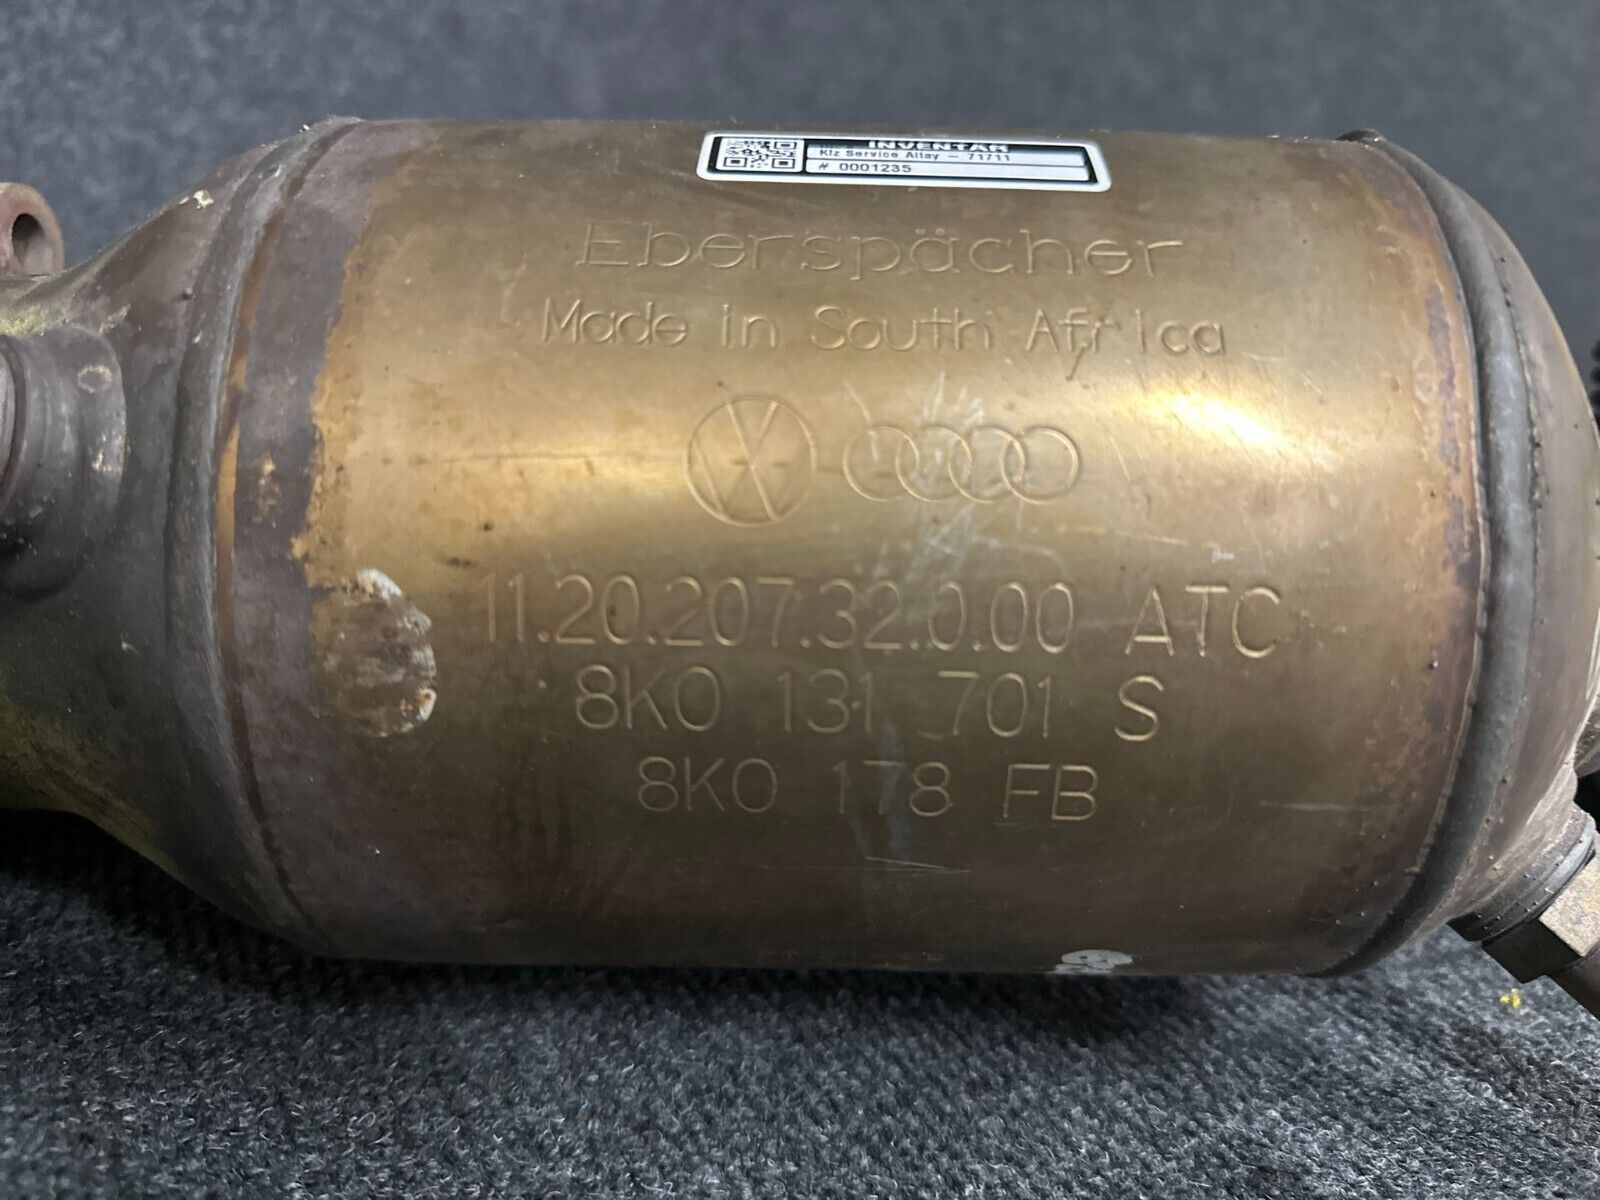 INVENTAR
Kfz Service Altay - 71711
# 0001235
Eberspächer
Made in South Africa
11.20.207.32.0.00 ATC
8K0 131 701 S
8K0 178 FB